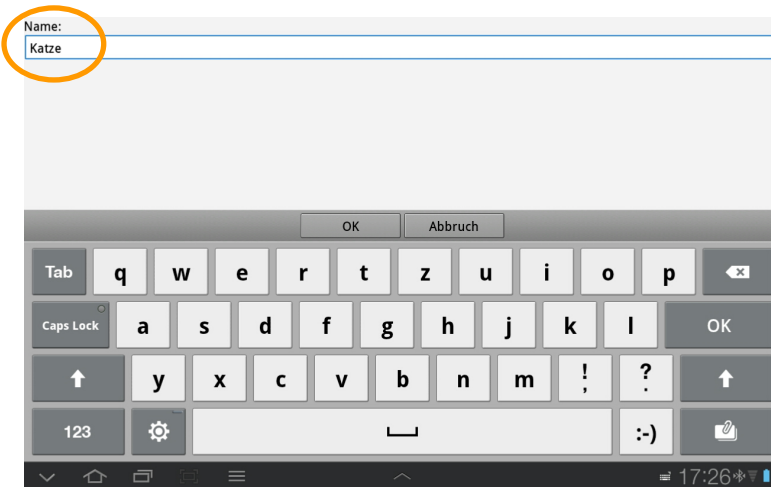 Name:
Katze
OK Abbruch
Tab q w e r t z u i o p
Caps Lock a s d f g h j k l OK
y x c v b n m ! , ? .
123 :-)
17:26